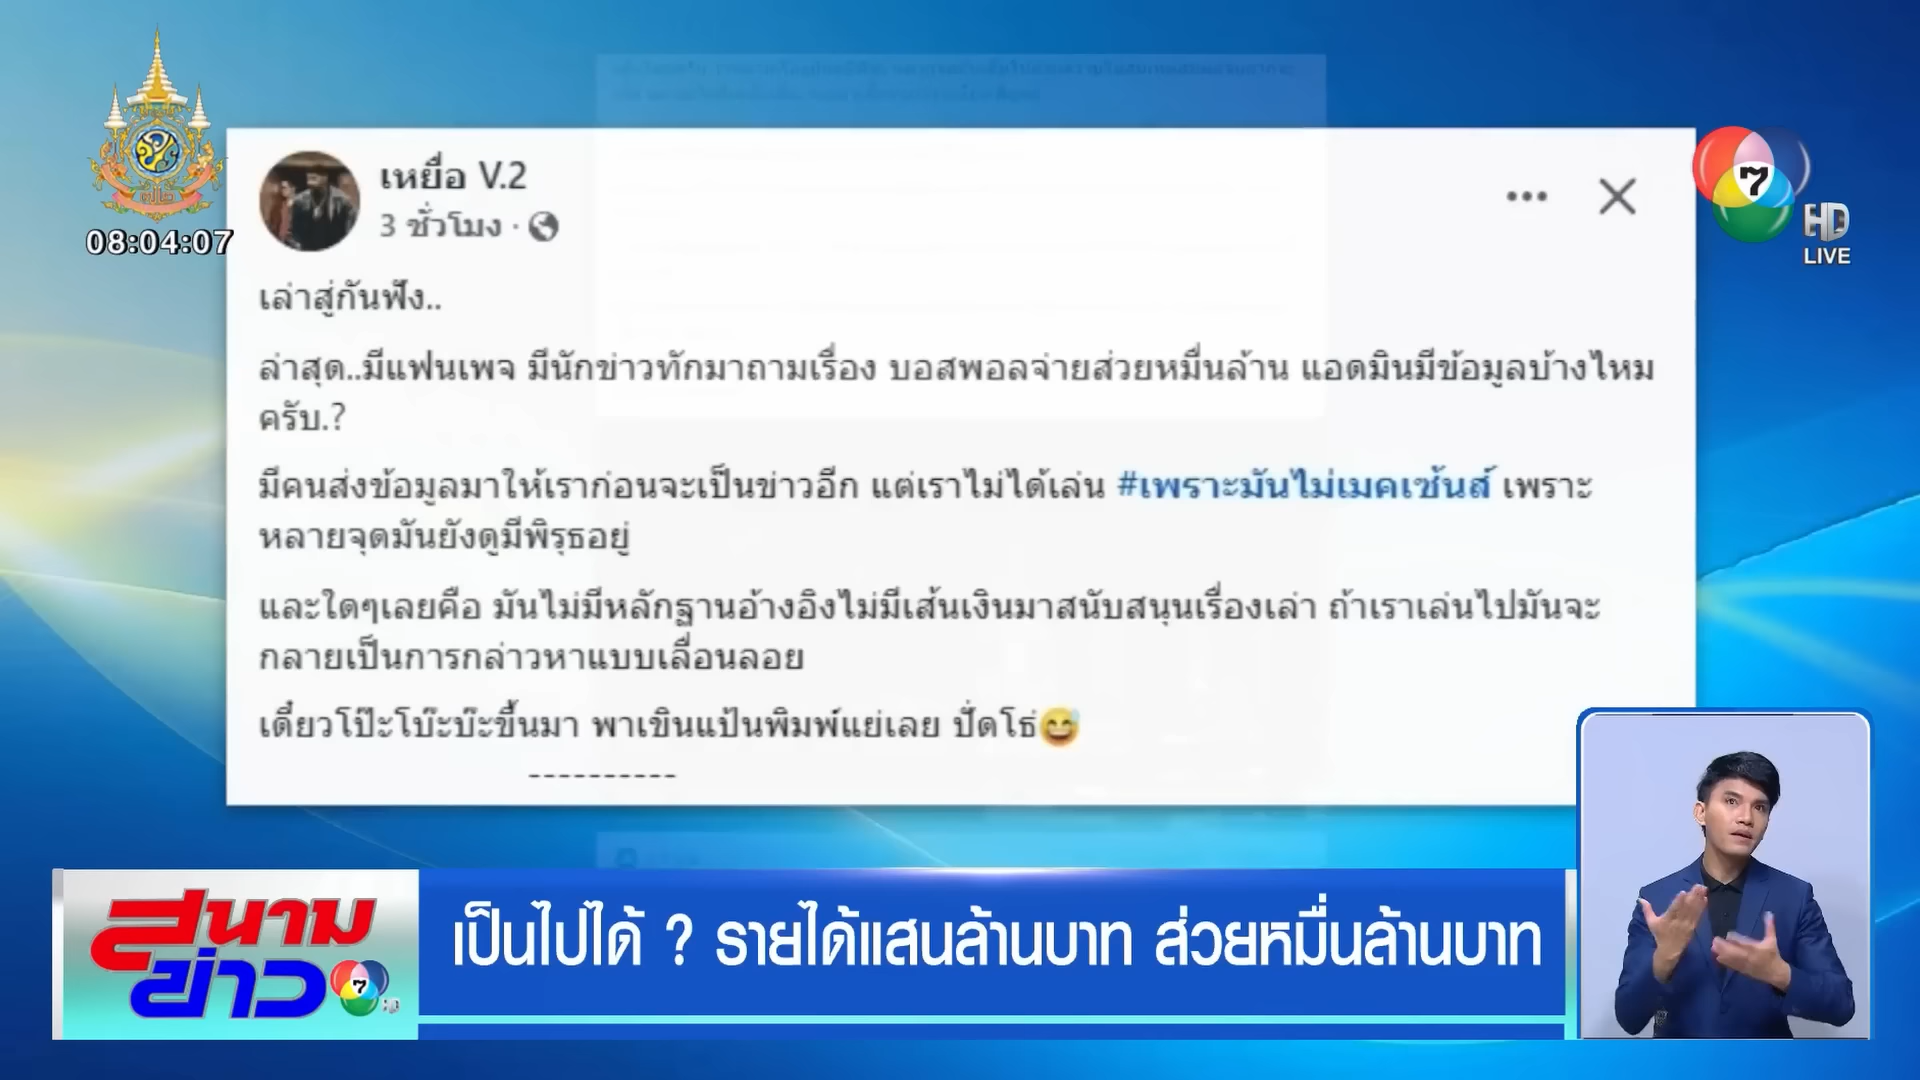 08:04:07
7
HD
LIVE
เหยื่อ V.2
3 ชั่วโมง ·
เล่าสู่กันฟัง..
ล่าสุด..มีแฟนเพจ มีนักข่าวทักมาถามเรื่อง บอสพอลจ่ายส่วยหมื่นล้าน แอดมินมีข้อมูลบ้างไหม
ครับ.?
มีคนส่งข้อมูลมาให้เราก่อนจะเป็นข่าวอีก แต่เราไม่ได้เล่น #เพราะมันไม่เมคเซ้นส์ เพราะ
หลายจุดมันยังดูมีพิรุธอยู่
และใดๆเลยคือ มันไม่มีหลักฐานอ้างอิงไม่มีเส้นเงินมาสนับสนุนเรื่องเล่า ถ้าเราเล่นไปมันจะ
กลายเป็นการกล่าวหาแบบเลื่อนลอย
เดี๋ยวโป๊ะโบ๊ะบ๊ะขึ้นมา พาเขินแป้นพิมพ์แย่เลย ปั๋ดโธ่😅
----------
สนาม
ข่าว 7
เป็นไปได้ ? รายได้แสนล้านบาท ส่วยหมื่นล้านบาท